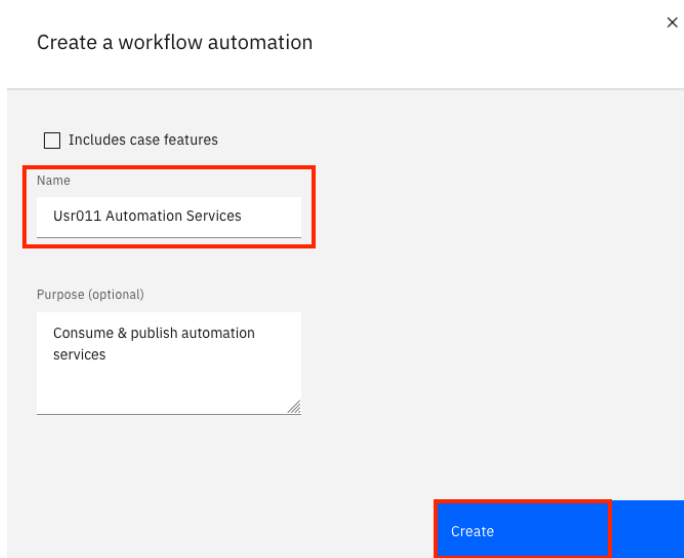 Create a workflow automation
Includes case features
Name
Usr011 Automation Services
Purpose (optional)
Consume & publish automation
services
Create